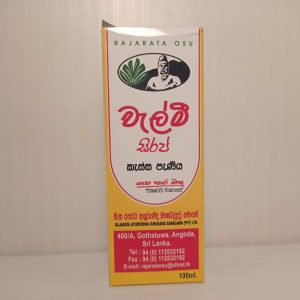 RAJARATA OSU
වැල්මී
සිරප්
කැස්ස පැණිය
RAJARATA AYURVEDHA OUSHADHA SAMAGAMA (PVT) LTD.
400/A, Gothatuwa, Angoda,
Sri Lanka.
Tel : 94 (0) 112532192
Fax : 94 (0) 112532192
E-mail: rajarataosu@sltnet.lk
100ml.